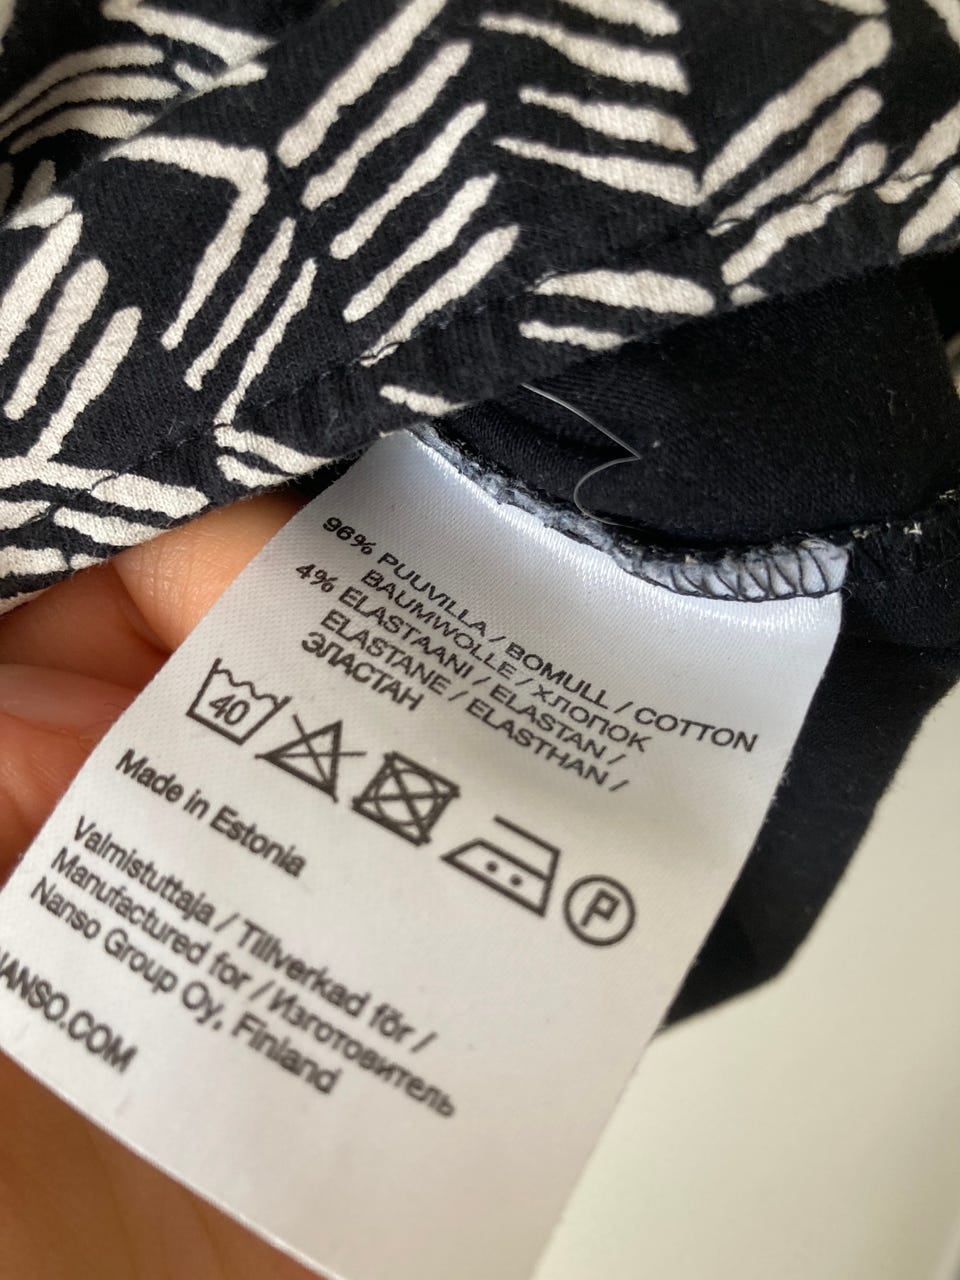 96% PUUVILLA / BOMULL / COTTON
BAUMWOLLE / ХЛОПОК
4% ELASTAANI / ELASTAN /
ELASTANE / ELASTHAN /
ЭЛАСТАН
40
P
Made in Estonia
Valmistuttaja / Tillverkad för /
Manufactured for / Изготовитель
Nanso Group Oy, Finland
NANSO.COM